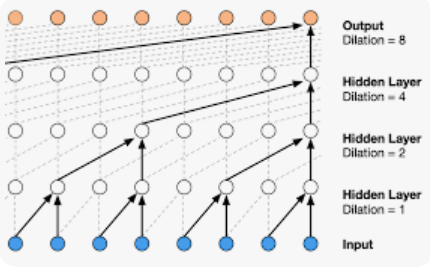 Output
Dilation = 8
Hidden Layer
Dilation = 4
Hidden Layer
Dilation = 2
Hidden Layer
Dilation = 1
Input